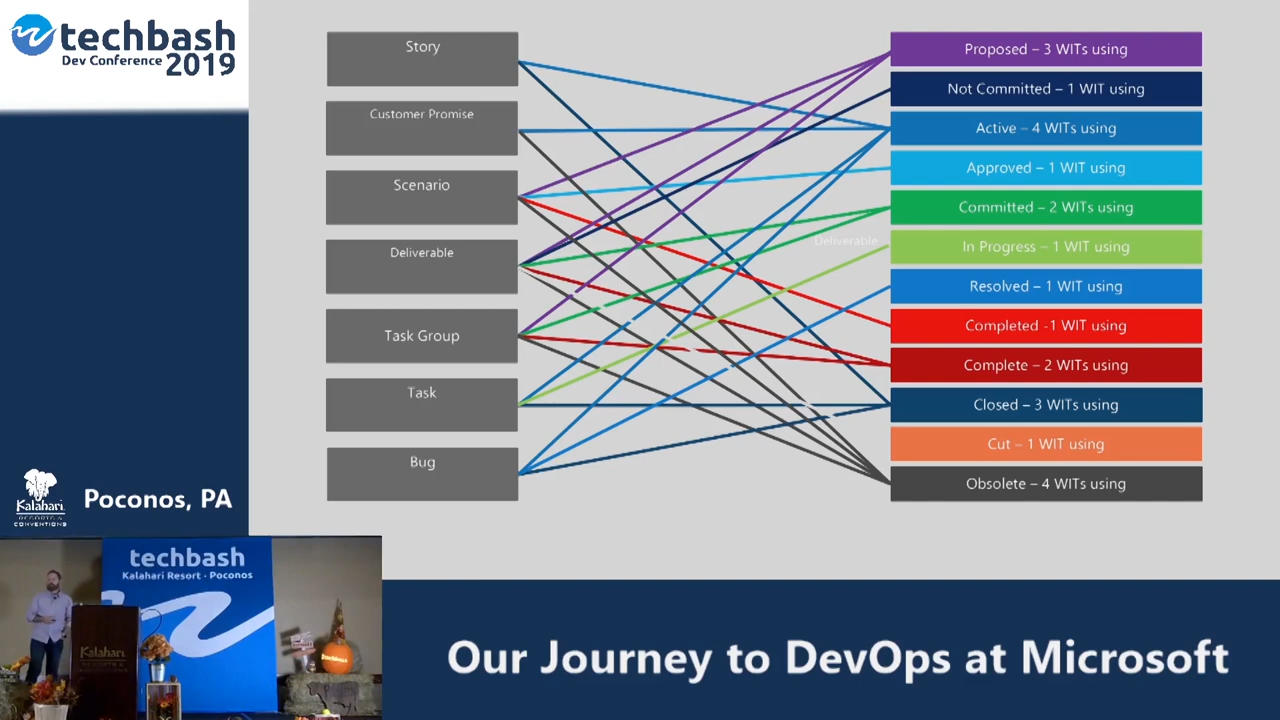 techbash
Dev Conference 2019
Story
Customer Promise
Scenario
Deliverable
Task Group
Task
Bug
Deliverable
Proposed – 3 WITs using
Not Committed – 1 WIT using
Active – 4 WITs using
Approved – 1 WIT using
Committed – 2 WITs using
In Progress – 1 WIT using
Resolved – 1 WIT using
Completed -1 WIT using
Complete – 2 WITs using
Closed – 3 WITs using
Cut – 1 WIT using
Obsolete – 4 WITs using
Kalahari
RESORTS &
CONVENTIONS
Poconos, PA
techbash
Kalahari Resort - Poconos
Kalahari
Our Journey to DevOps at Microsoft